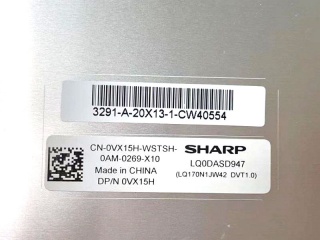 3291-A-20X13-1-CW40554
CN-0VX15H-WSTSH-
0AM-0269-X10
Made in CHINA
DP/N 0VX15H
SHARP
LQ0DASD947
(LQ170N1JW42 DVT1.0)